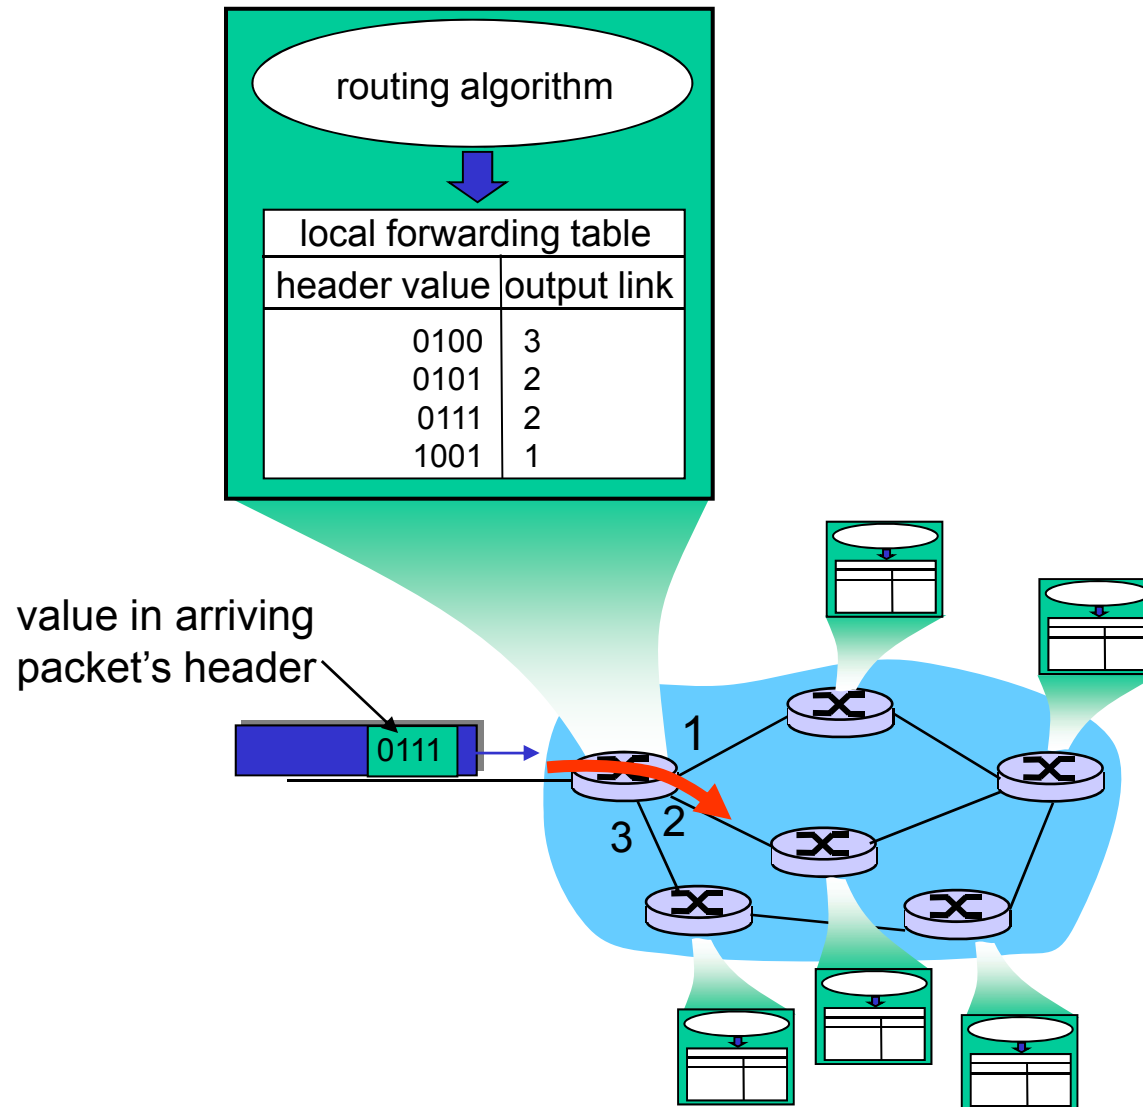 routing algorithm
local forwarding table
header value output link
0100 3
0101 2
0111 2
1001 1
value in arriving
packet’s header
0111
1
2
3